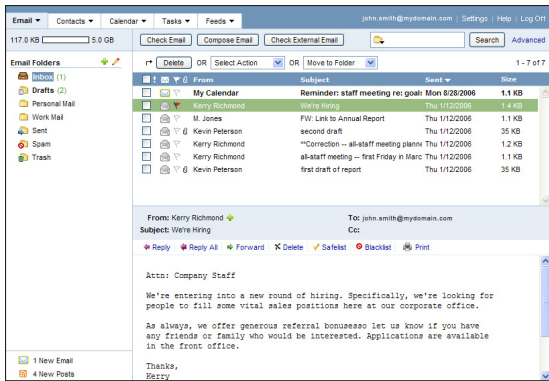 Email ▾ Contacts ▾ Calendar ▾ Tasks ▾ Feeds ▾ john.smith@mydomain.com | Settings | Help | Log Off
117.0 KB 5.0 GB Check Email Compose Email Check External Email Search Advanced
Email Folders
Inbox (1)
Drafts (2)
Personal Mail
Work Mail
Sent
Spam
Trash
1 New Email
4 New Posts
Delete OR Select Action OR Move to Folder 1 - 7 of 7
! From Subject Sent ▾ Size
My Calendar Reminder: staff meeting re: goals Mon 8/28/2006 1.1 KB
Kerry Richmond We're Hiring Thu 1/12/2006 1.4 KB
M. Jones FW: Link to Annual Report Thu 1/12/2006 1.1 KB
Kevin Peterson second draft Thu 1/12/2006 35 KB
Kerry Richmond **Correction -- all-staff meeting planne Thu 1/12/2006 1.2 KB
Kerry Richmond all-staff meeting -- first Friday in Marc Thu 1/12/2006 1.1 KB
Kevin Peterson first draft of report Thu 1/12/2006 35 KB
From: Kerry Richmond To: john.smith@mydomain.com
Subject: We're Hiring Cc:
Reply Reply All Forward Delete Safelist Blacklist Print
Attn: Company Staff
We're entering into a new round of hiring. Specifically, we're looking for
people to fill some vital sales positions here at our corporate office.
As always, we offer generous referral bonusesso let us know if you have
any friends or family who would be interested. Applications are available
in the front office.
Thanks,
Kerry